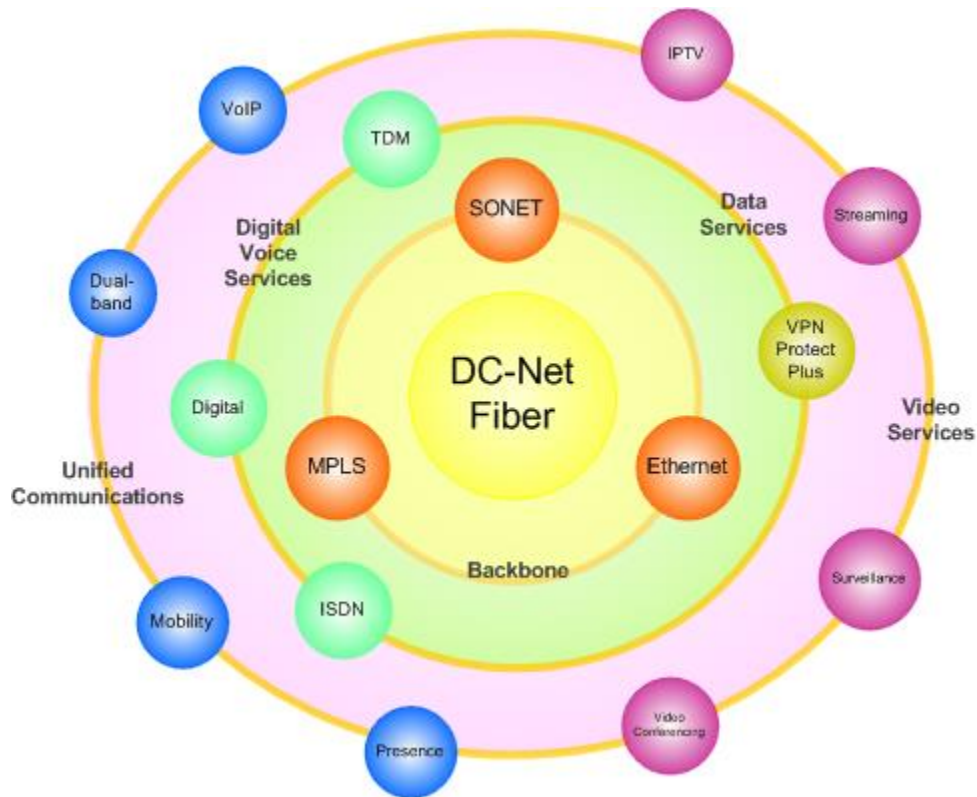 IPTV
VoIP
TDM
SONET
Data
Services
Streaming
Digital
Voice
Services
Dual-
band
VPN
Protect
Plus
DC-Net
Fiber
Digital
Video
Services
MPLS
Ethernet
Unified
Communications
Backbone
Surveillance
ISDN
Mobility
Video
Conferencing
Presence